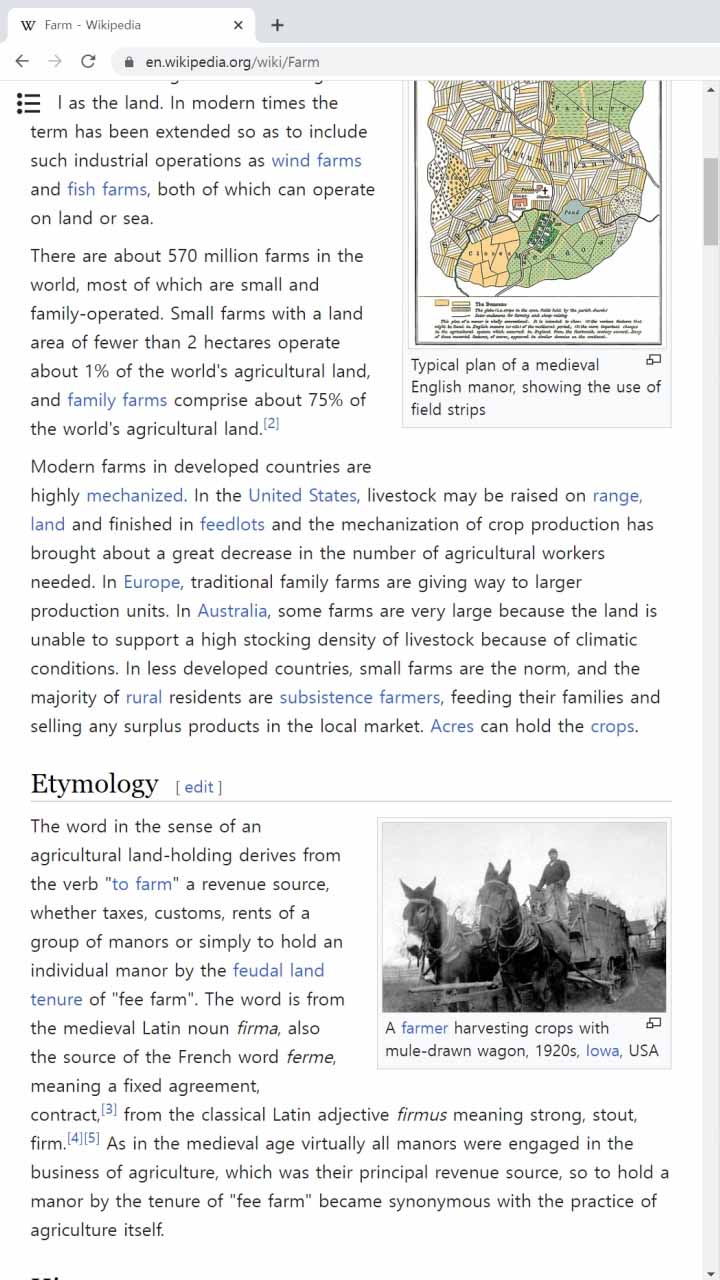 Farm - Wikipedia
en.wikipedia.org/wiki/Farm
l as the land. In modern times the
term has been extended so as to include
such industrial operations as wind farms
and fish farms, both of which can operate
on land or sea.
There are about 570 million farms in the
world, most of which are small and
family-operated. Small farms with a land
area of fewer than 2 hectares operate
about 1% of the world's agricultural land,
and family farms comprise about 75% of
the world's agricultural land.[2]
Pasture
Pond
The Demesne
Typical plan of a medieval
English manor, showing the use of
field strips
Modern farms in developed countries are
highly mechanized. In the United States, livestock may be raised on range,
land and finished in feedlots and the mechanization of crop production has
brought about a great decrease in the number of agricultural workers
needed. In Europe, traditional family farms are giving way to larger
production units. In Australia, some farms are very large because the land is
unable to support a high stocking density of livestock because of climatic
conditions. In less developed countries, small farms are the norm, and the
majority of rural residents are subsistence farmers, feeding their families and
selling any surplus products in the local market. Acres can hold the crops.
Etymology [ edit ]
The word in the sense of an
agricultural land-holding derives from
the verb "to farm" a revenue source,
whether taxes, customs, rents of a
group of manors or simply to hold an
individual manor by the feudal land
tenure of "fee farm". The word is from
the medieval Latin noun firma, also
the source of the French word ferme,
meaning a fixed agreement,
contract,[3] from the classical Latin adjective firmus meaning strong, stout,
firm.[4][5] As in the medieval age virtually all manors were engaged in the
business of agriculture, which was their principal revenue source, so to hold a
manor by the tenure of "fee farm" became synonymous with the practice of
agriculture itself.
A farmer harvesting crops with
mule-drawn wagon, 1920s, Iowa, USA